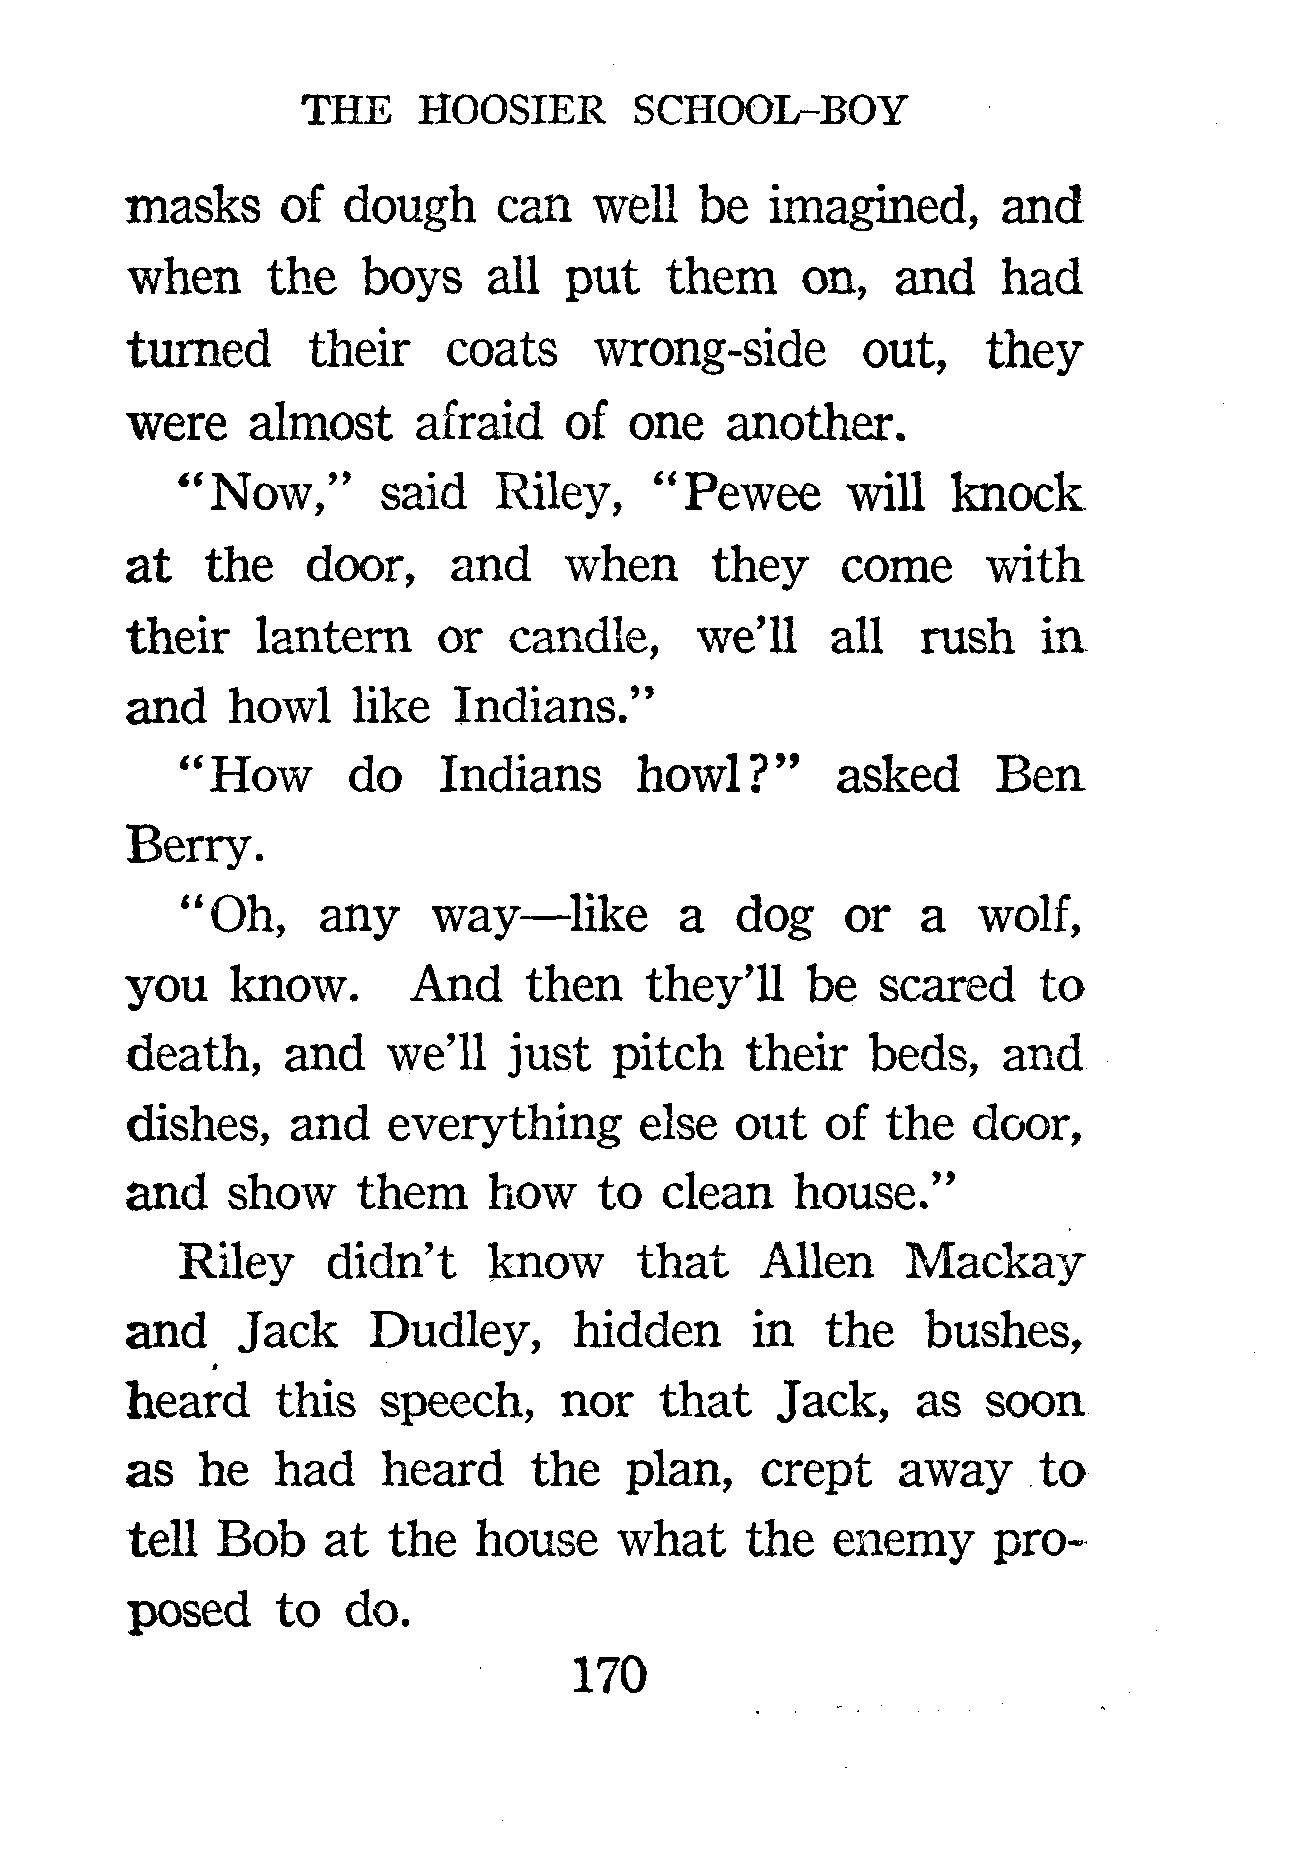 THE HOOSIER SCHOOL-BOY
masks of dough can well be imagined, and
when the boys all put them on, and had
turned their coats wrong-side out, they
were almost afraid of one another.
“Now,” said Riley, “Pewee will knock
at the door, and when they come with
their lantern or candle, we’ll all rush in
and howl like Indians.”
“How do Indians howl?” asked Ben
Berry.
“Oh, any way—like a dog or a wolf,
you know. And then they’ll be scared to
death, and we’ll just pitch their beds, and
dishes, and everything else out of the door,
and show them how to clean house.”
Riley didn’t know that Allen Mackay
and Jack Dudley, hidden in the bushes,
heard this speech, nor that Jack, as soon
as he had heard the plan, crept away to
tell Bob at the house what the enemy pro-
posed to do.
170